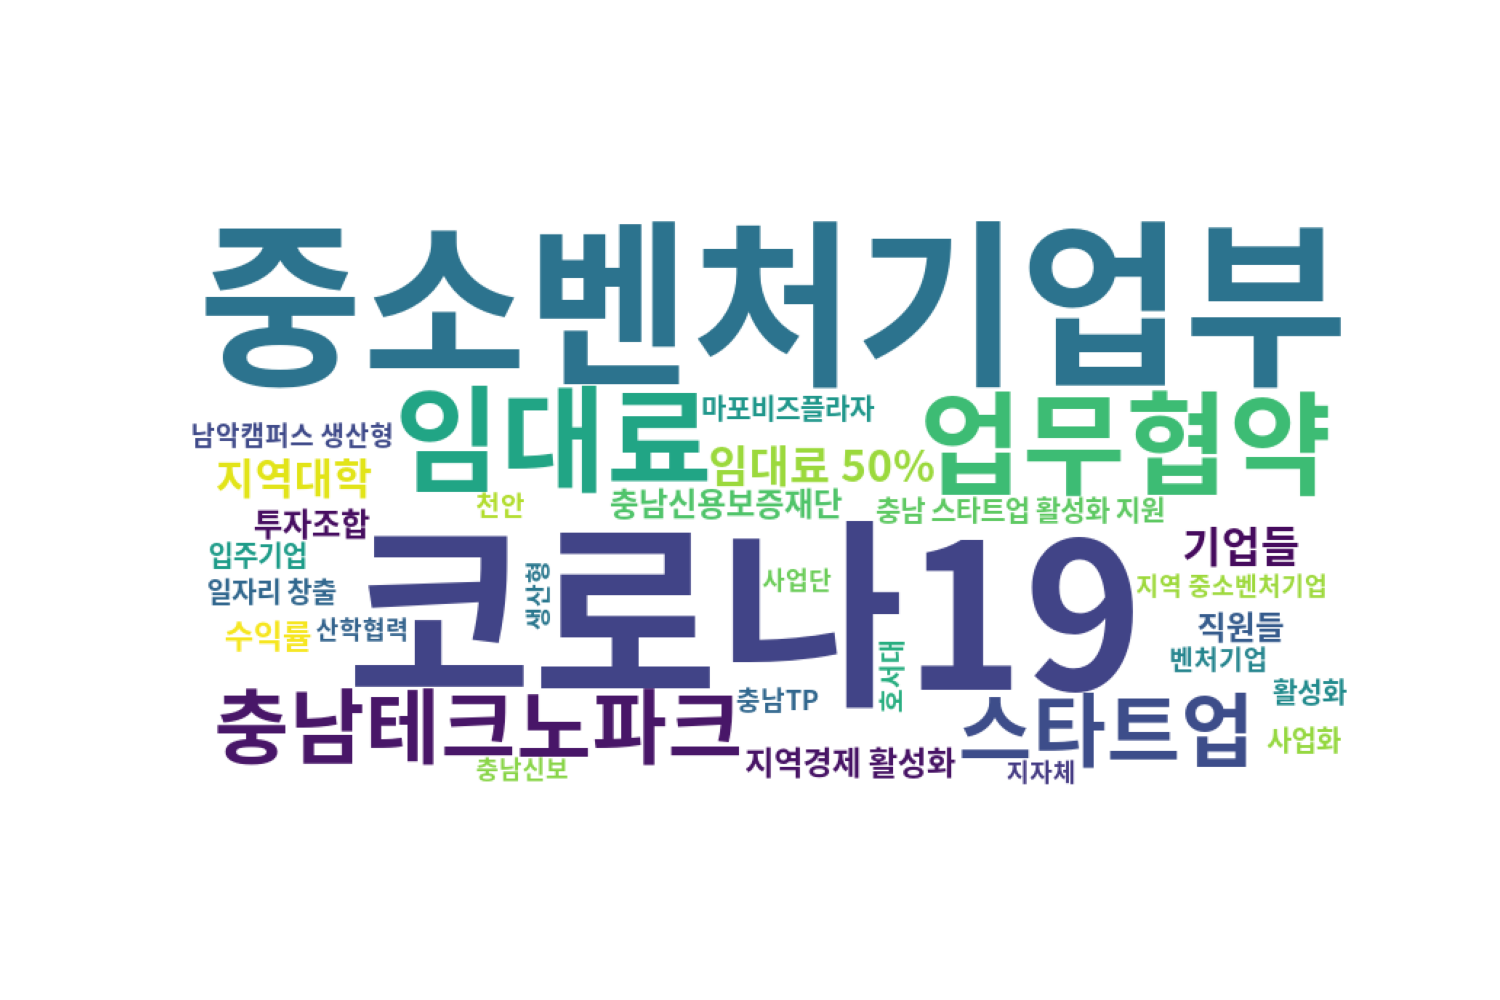 중소벤처기업부
임대료
마포비즈플라자
업무협약
남악캠퍼스 생산형
임대료 50%
지역대학
천안
충남신용보증재단
충남 스타트업 활성화 지원
투자조합
코로나19
기업들
입주기업
생산형
사업단
지역 중소벤처기업
일자리 창출
수익률
산학협력
직원들
호서대
벤처기업
충남테크노파크
충남TP
스타트업
활성화
사업화
충남신보
지역경제 활성화
지자체